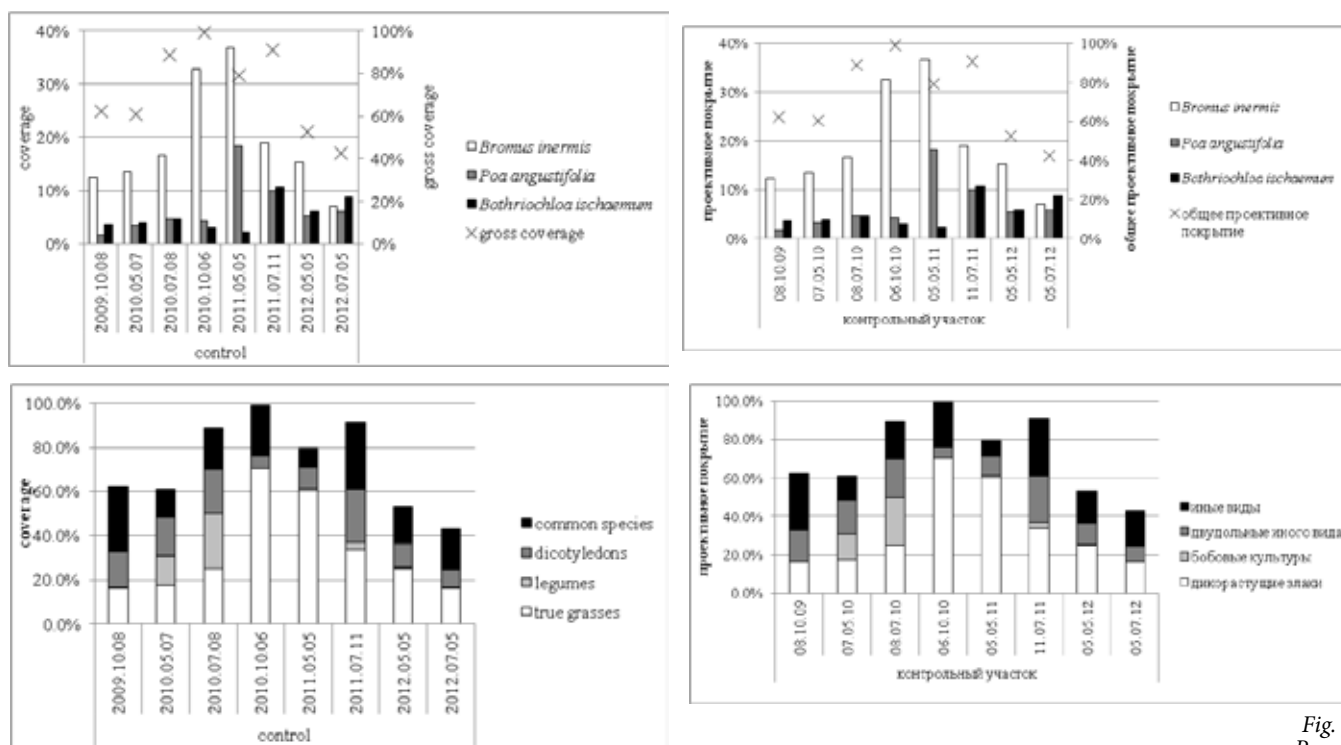 40%
30%
20%
10%
0%
coverage
100%
80%
60%
40%
20%
0%
gross coverage
Bromus inermis
Poa angustifolia
Bothriochloa ischaemum
gross coverage
2009.10.08
2010.05.07
2010.07.08
2010.10.06
2011.05.05
2011.07.11
2012.05.05
2012.07.05
control
40%
30%
20%
10%
0%
проективное покрытие
100%
80%
60%
40%
20%
0%
общее проективное покрытие
Bromus inermis
Poa angustifolia
Bothriochloa ischaemum
общее проективное
покрытие
08.10.09
07.05.10
08.07.10
06.10.10
05.05.11
11.07.11
05.05.12
05.07.12
контрольный участок
100.0%
80.0%
60.0%
40.0%
20.0%
0.0%
coverage
common species
dicotyledons
legumes
true grasses
2009.10.08
2010.05.07
2010.07.08
2010.10.06
2011.05.05
2011.07.11
2012.05.05
2012.07.05
control
100.0%
80.0%
60.0%
40.0%
20.0%
0.0%
проективное покрытие
иные виды
двудольные иного вида
бобовые культуры
дикорастущие злаки
08.10.09
07.05.10
08.07.10
06.10.10
05.05.11
11.07.11
05.05.12
05.07.12
контрольный участок
Fig.